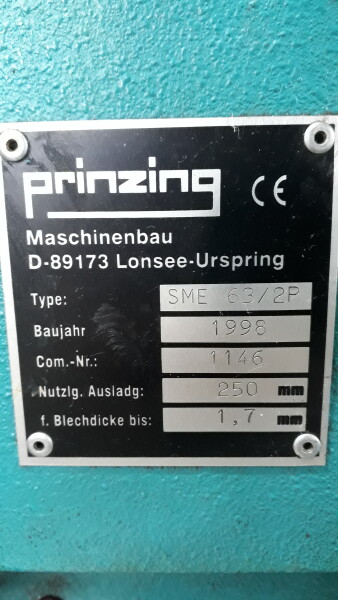 prinzing CE
Maschinenbau
D-89173 Lonsee-Urspring
Type: SME 63/2P
Baujahr 1998
Com.-Nr.: 1146
Nutzlg. Ausladg: 250 mm
f. Blechdicke bis: 1,7 mm